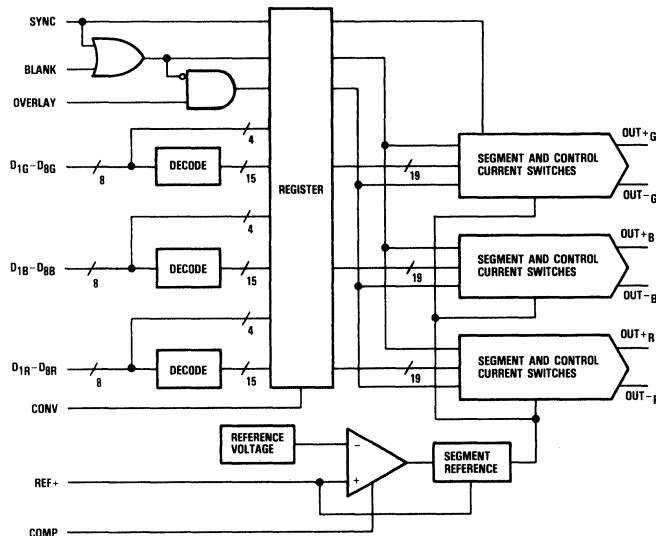 SYNC
BLANK
OVERLAY
4
D1G–D8G
8
DECODE
15
REGISTER
19
SEGMENT AND CONTROL
CURRENT SWITCHES
OUT+G
OUT–G
4
D1B–D8B
8
DECODE
15
19
SEGMENT AND CONTROL
CURRENT SWITCHES
OUT+B
OUT–B
4
D1R–D8R
8
DECODE
15
19
SEGMENT AND CONTROL
CURRENT SWITCHES
OUT+R
OUT–R
CONV
REFERENCE
VOLTAGE
–
+
SEGMENT
REFERENCE
REF+
COMP